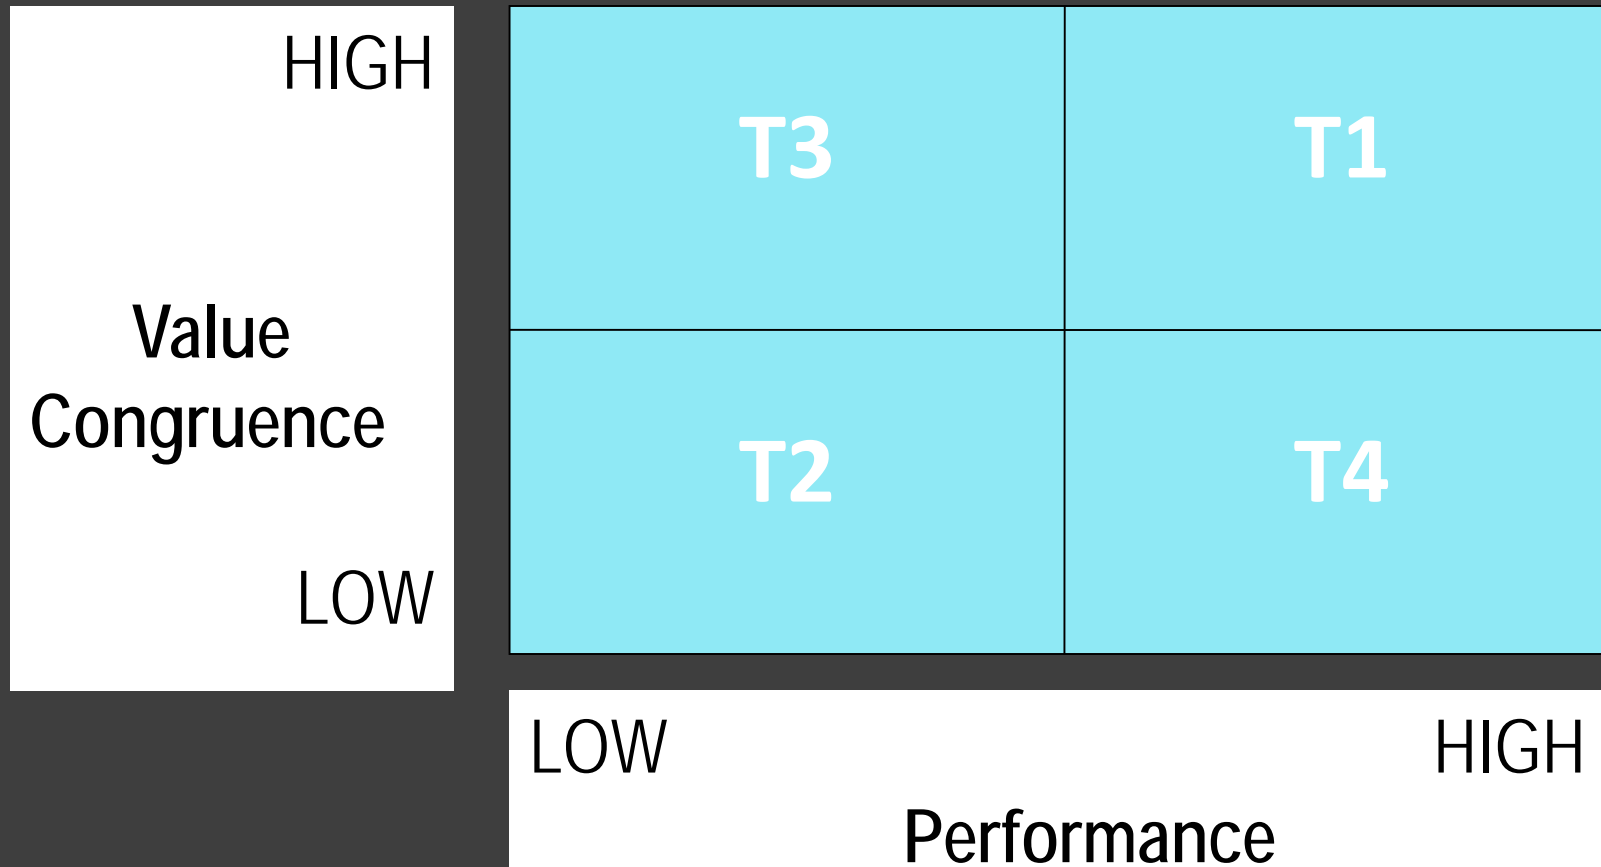 HIGH
T3
T1
Value
Congruence
T2
T4
LOW
LOW
HIGH
Performance